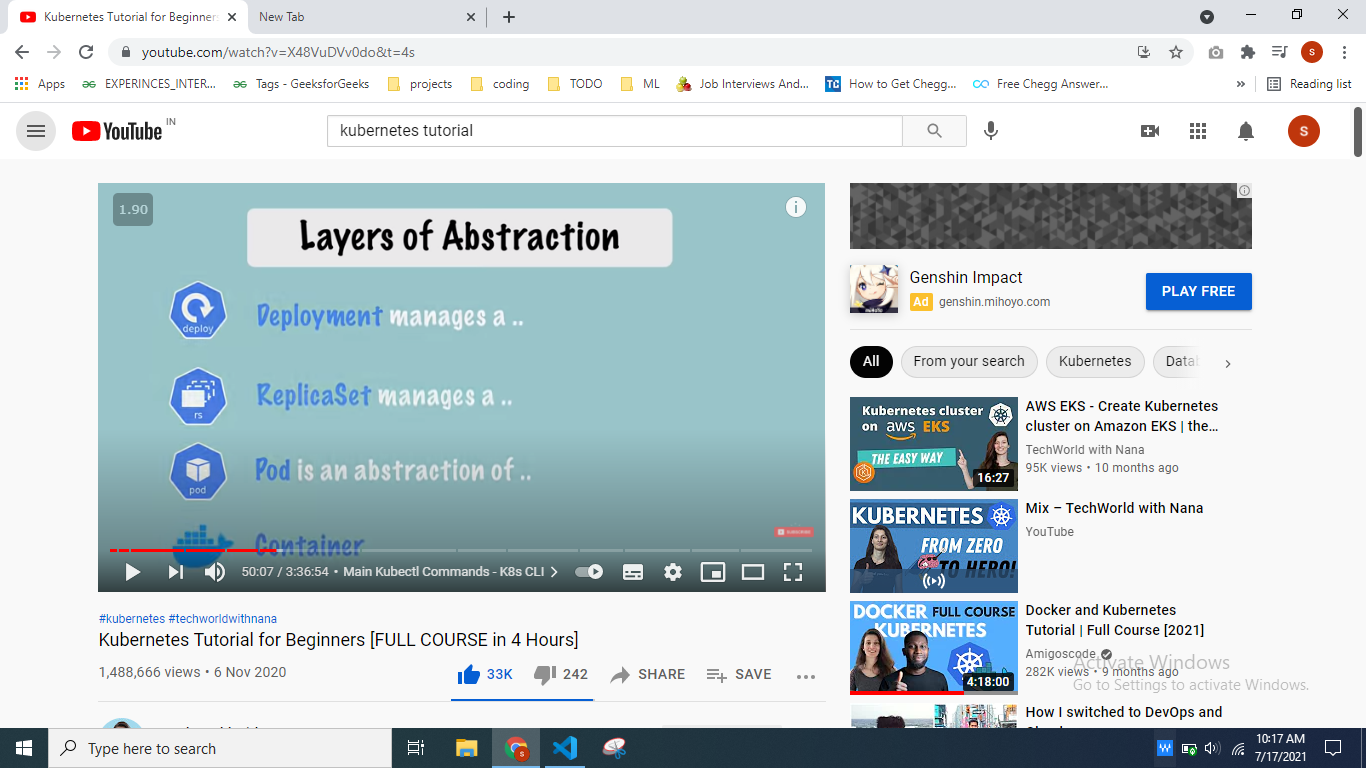 Kubernetes Tutorial for Beginners
New Tab
youtube.com/watch?v=X48VuDVv0do&t=4s
S
Apps
EXPERINCES_INTER...
Tags - GeeksforGeeks
projects
coding
TODO
ML
Job Interviews And...
How to Get Chegg...
Free Chegg Answer...
»
Reading list
YouTube IN
kubernetes tutorial
S
1.90
Layers of Abstraction
deploy
Deployment manages a ..
rs
ReplicaSet manages a ..
pod
Pod is an abstraction of ..
Container
SUBSCRIBE
50:07 / 3:36:54 • Main Kubectl Commands - K8s CLI
#kubernetes #techworldwithnana
Kubernetes Tutorial for Beginners [FULL COURSE in 4 Hours]
1,488,666 views • 6 Nov 2020
33K
242
SHARE
SAVE
Genshin Impact
Ad genshin.mihoyo.com
PLAY FREE
All
From your search
Kubernetes
Kubernetes cluster
on aws EKS
THE EASY WAY
16:27
AWS EKS - Create Kubernetes
cluster on Amazon EKS | the...
TechWorld with Nana
95K views • 10 months ago
KUBERNETES
FROM ZERO
TO HERO!
Mix – TechWorld with Nana
YouTube
DOCKER FULL COURSE
KUBERNETES
4:18:00
Docker and Kubernetes
Tutorial | Full Course [2021]
Amigoscode
282K views • 9 months ago
Activate Windows
Go to Settings to activate Windows.
How I switched to DevOps and
Type here to search
10:17 AM
7/17/2021